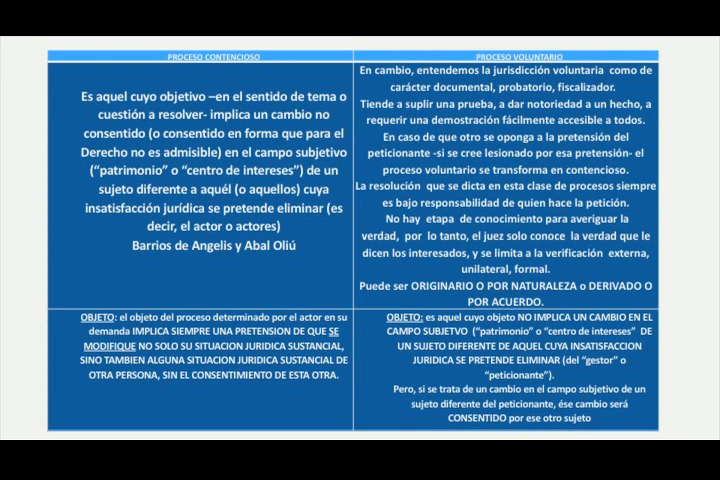 PROCESO CONTENCIOSO
Es aquel cuyo objetivo –en el sentido de tema o
cuestión a resolver- implica un cambio no
consentido (o consentido en forma que para el
Derecho no es admisible) en el campo subjetivo
(“patrimonio” o “centro de intereses”) de un
sujeto diferente a aquél (o aquellos) cuya
insatisfacción jurídica se pretende eliminar (es
decir, el actor o actores)
Barrios de Angelis y Abal Oliú
PROCESO VOLUNTARIO
En cambio, entendemos la jurisdicción voluntaria como de
carácter documental, probatorio, fiscalizador.
Tiende a suplir una prueba, a dar notoriedad a un hecho, a
requerir una demostración fácilmente accesible a todos.
En caso de que otro se oponga a la pretensión del
peticionante -si se cree lesionado por esa pretensión- el
proceso voluntario se transforma en contencioso.
La resolución que se dicta en esta clase de procesos siempre
es bajo responsabilidad de quien hace la petición.
No hay etapa de conocimiento para averiguar la
verdad, por lo tanto, el juez solo conoce la verdad que le
dicen los interesados, y se limita a la verificación externa,
unilateral, formal.
Puede ser ORIGINARIO O POR NATURALEZA o DERIVADO O
POR ACUERDO.
OBJETO: el objeto del proceso determinado por el actor en su
demanda IMPLICA SIEMPRE UNA PRETENSION DE QUE SE
MODIFIQUE NO SOLO SU SITUACION JURIDICA SUSTANCIAL,
SINO TAMBIEN ALGUNA SITUACION JURIDICA SUSTANCIAL DE
OTRA PERSONA, SIN EL CONSENTIMIENTO DE ESTA OTRA.
OBJETO: es aquel cuyo objeto NO IMPLICA UN CAMBIO EN EL
CAMPO SUBJETVO (“patrimonio” o “centro de intereses” DE
UN SUJETO DIFERENTE DE AQUEL CUYA INSATISFACCION
JURIDICA SE PRETENDE ELIMINAR (del “gestor” o
“peticionante”).
Pero, si se trata de un cambio en el campo subjetivo de un
sujeto diferente del peticionante, ése cambio será
CONSENTIDO por ese otro sujeto